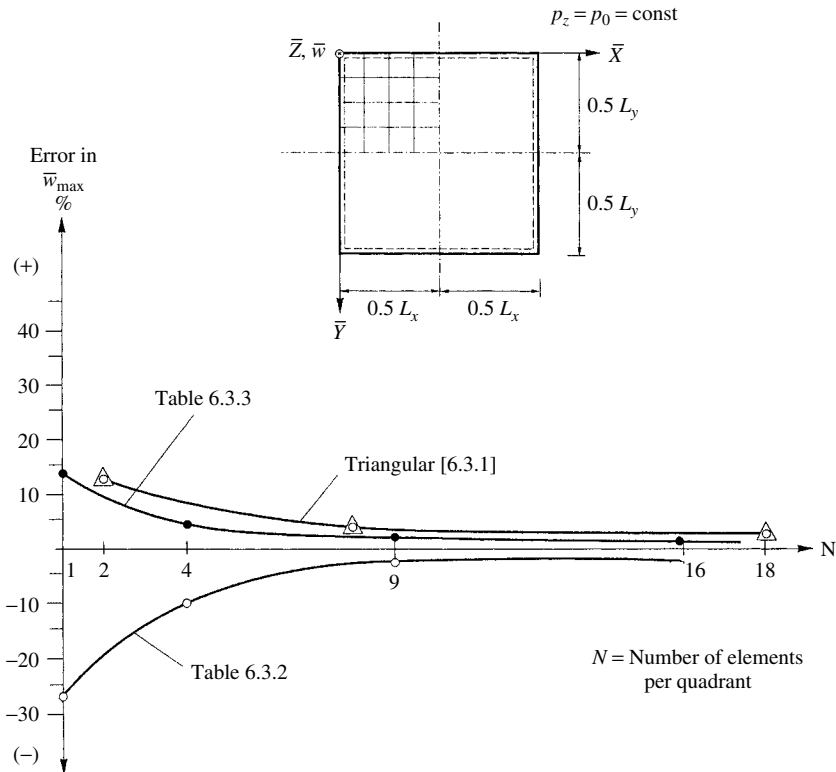 p_z = p_0 = const
Z̅, w̅
X̅
0.5 L_y
0.5 L_y
0.5 L_x
0.5 L_x
Y̅
Error in
w̅_max
%
(+)
40
30
20
10
Table 6.3.3
Triangular [6.3.1]
N
1
2
4
9
16
18
−10
−20
−30
(−)
Table 6.3.2
N = Number of elements
per quadrant